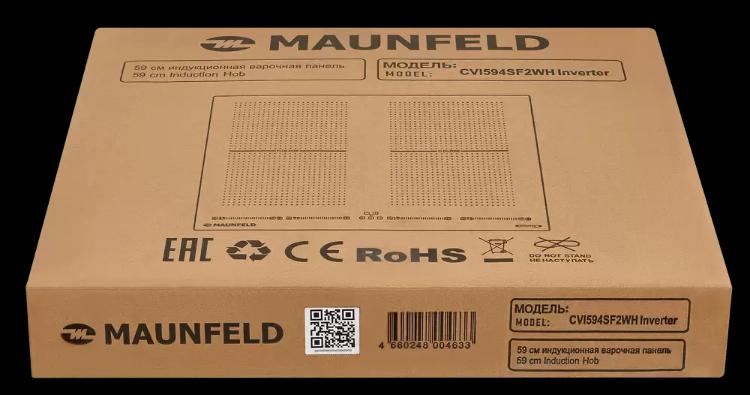 MAUNFELD
59 см индукционная варочная панель
59 cm Induction Hob
МОДЕЛЬ:
MODEL: CVI594SF2WH Inverter
MAUNFELD
EAC CE RoHS
DO NOT STAND
НЕ НАСТУПАТЬ
MAUNFELD
4 660248 004633
МОДЕЛЬ:
MODEL: CVI594SF2WH Inverter
59 см индукционная варочная панель
59 cm Induction Hob